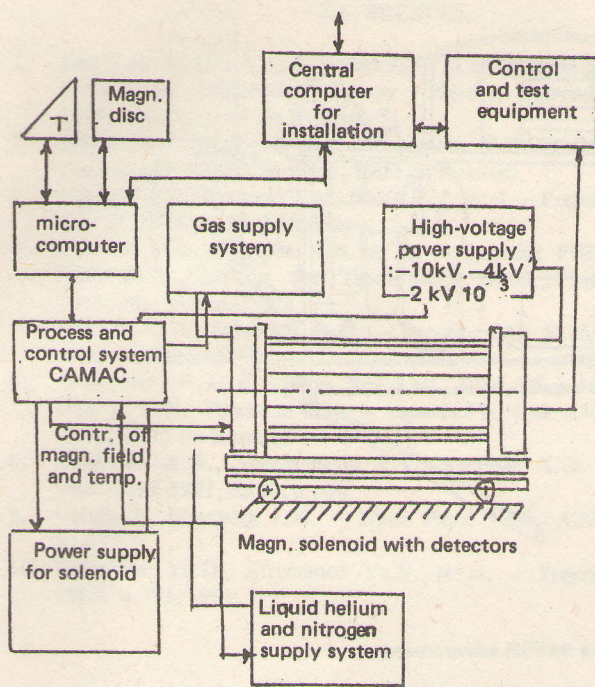 Central
computer
for
installation
Control
and test
equipment
T
Magn.
disc
micro-
computer
Gas supply
system
High-voltage
power supply
:—10kV, —4kV
—2 kV 10 3
Process and
control system
CAMAC
Contr. of
magn. field
and temp.
Magn. solenoid with detectors
Power supply
for solenoid
Liquid helium
and nitrogen
supply system